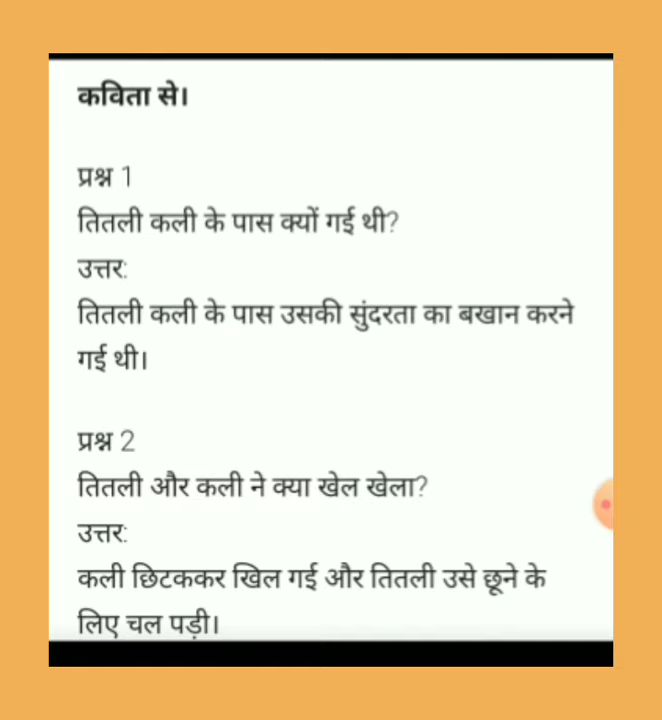 कविता से।
प्रश्न 1
तितली कली के पास क्यों गई थी?
उत्तर:
तितली कली के पास उसकी सुंदरता का बखान करने
गई थी।
प्रश्न 2
तितली और कली ने क्या खेल खेला?
उत्तर:
कली छिटककर खिल गई और तितली उसे छूने के
लिए चल पड़ी।